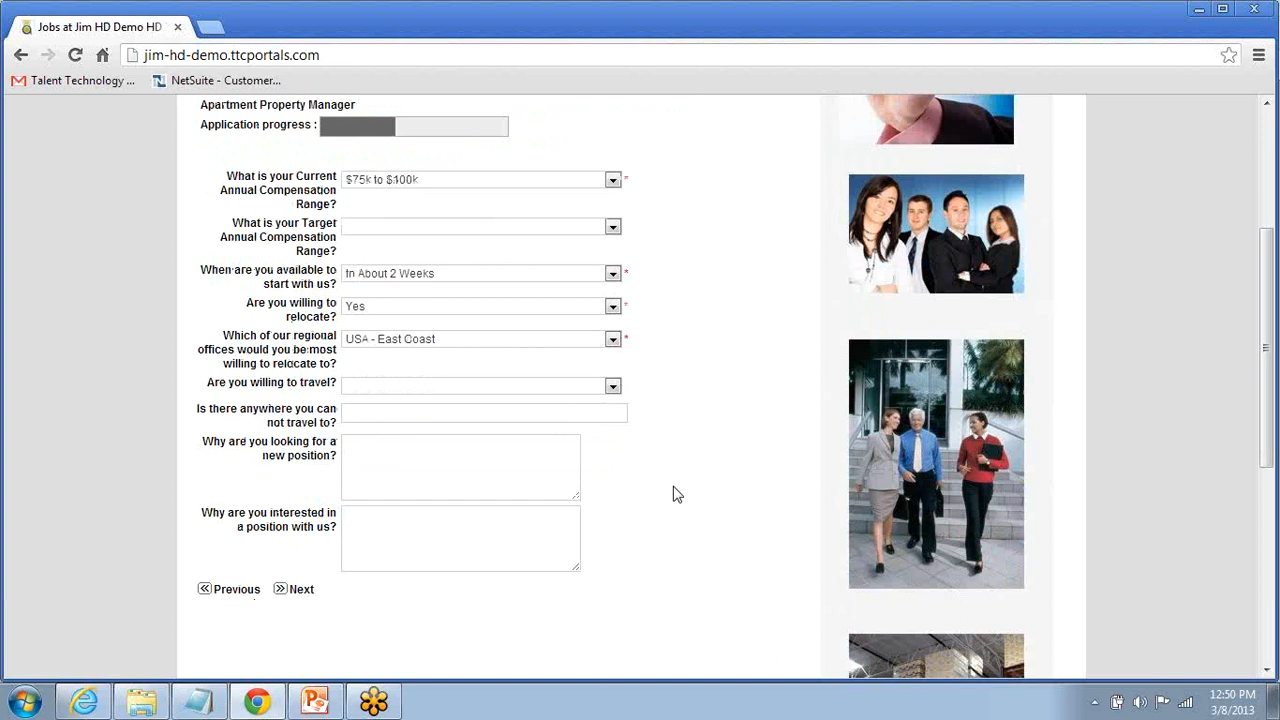 Jobs at Jim HD Demo HD
jim-hd-demo.ttcportals.com
Talent Technology ...
NetSuite - Customer...
Apartment Property Manager
Application progress :
What is your Current
Annual Compensation
Range?
$75k to $100k
*
What is your Target
Annual Compensation
Range?
When are you available to
start with us?
In About 2 Weeks
*
Are you willing to
relocate?
Yes
*
Which of our regional
offices would you be most
willing to relocate to?
USA - East Coast
*
Are you willing to travel?
Is there anywhere you can
not travel to?
Why are you looking for a
new position?
Why are you interested in
a position with us?
Previous
Next
12:50 PM
3/8/2013